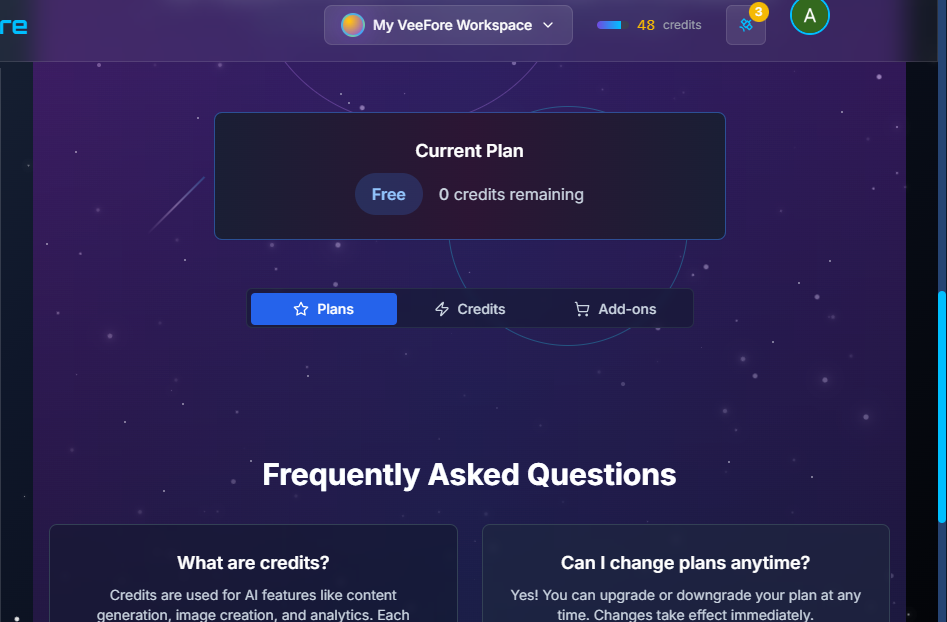 re
My VeeFore Workspace
48 credits
3
A
Current Plan
Free
0 credits remaining
Plans
Credits
Add-ons
Frequently Asked Questions
What are credits?
Credits are used for AI features like content
generation, image creation, and analytics. Each
Can I change plans anytime?
Yes! You can upgrade or downgrade your plan at any
time. Changes take effect immediately.